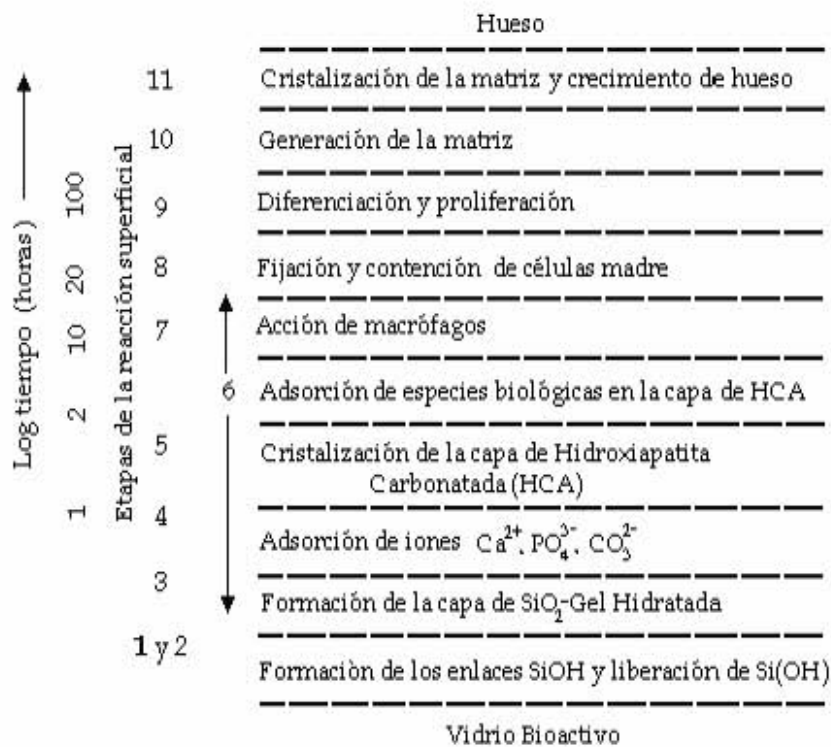 Hueso
11 Cristalización de la matriz y crecimiento de hueso
10 Generación de la matriz
9 Diferenciación y proliferación
8 Fijación y contención de células madre
7 Acción de macrófagos
6 Adsorción de especies biológicas en la capa de HCA
5 Cristalización de la capa de Hidroxiapatita
Carbonatada (HCA)
4
Adsorción de iones Ca²⁺, PO₄³⁻, CO₃²⁻
3
Formación de la capa de SiO₂-Gel Hidratada
1 y 2
Formaciòn de los enlaces SiOH y liberaciòn de Si(OH)
Vidrio Bioactivo
Log tiempo (horas)
1 2 10 20 100
Etapas de la reacción superficial